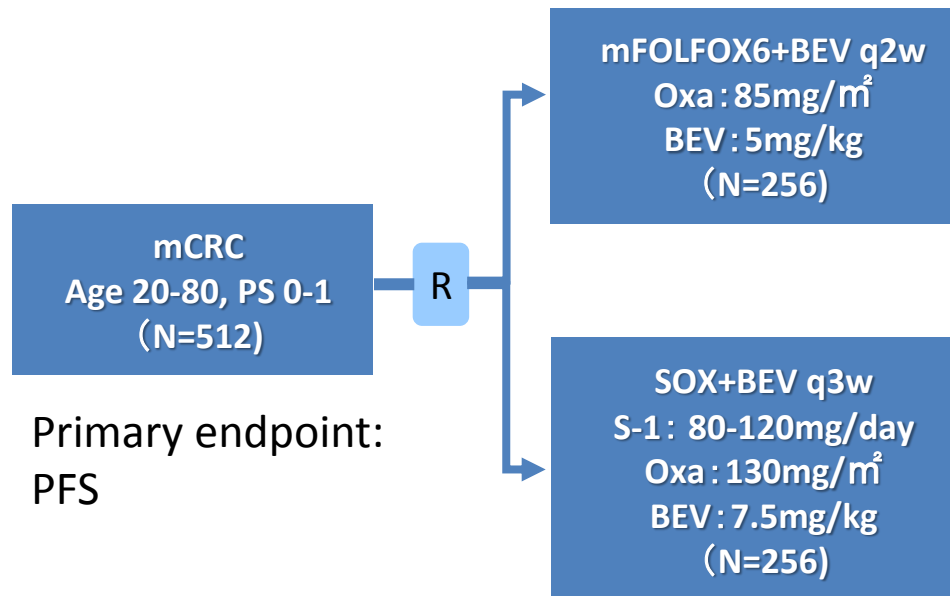 mCRC
Age 20-80, PS 0-1
（N=512)
Primary endpoint:
PFS
R
mFOLFOX6+BEV q2w
Oxa：85mg/㎡
BEV：5mg/kg
（N=256)
SOX+BEV q3w
S-1：80-120mg/day
Oxa：130mg/㎡
BEV：7.5mg/kg
（N=256)